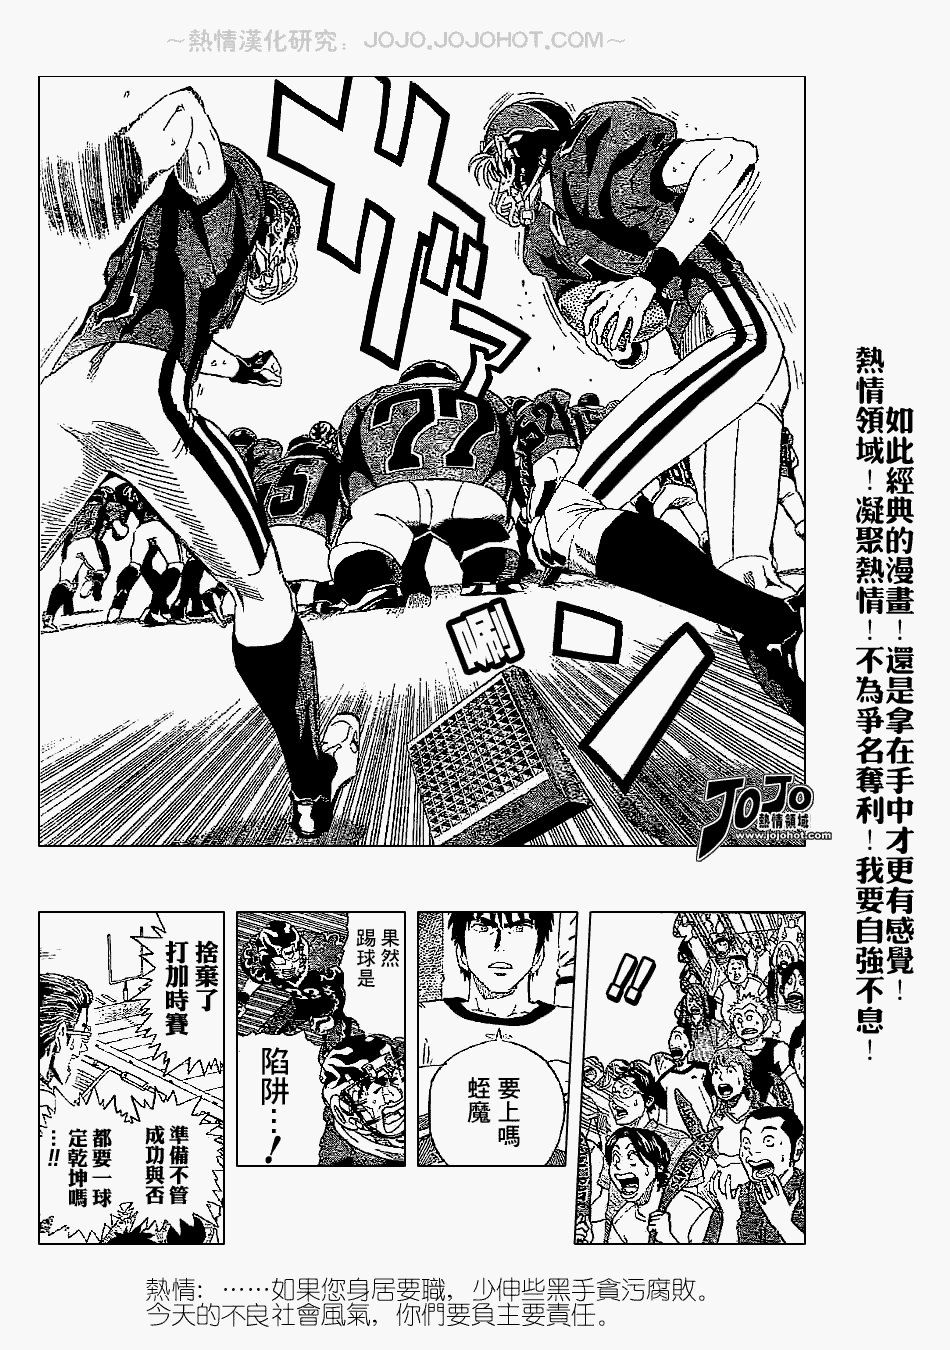 ~熱情漢化研究：JOJO.JOJOHOT.COM~
ザ
ザァ
77
5
21
1
唰
JOJO
熱情領域
www.jojohot.com
如此經典的漫畫！還是拿在手中才更有感覺！
熱情領域！凝聚熱情！不為爭名奪利！我要自強不息！
!!
要上嗎
蛭魔
果然
踢球是
陷阱…!
捨棄了
打加時賽
準備不管
成功與否
都要一球
定乾坤嗎
…!!
熱情：……如果您身居要職，少伸些黑手貪污腐敗。
今天的不良社會風氣，你們要負主要責任。